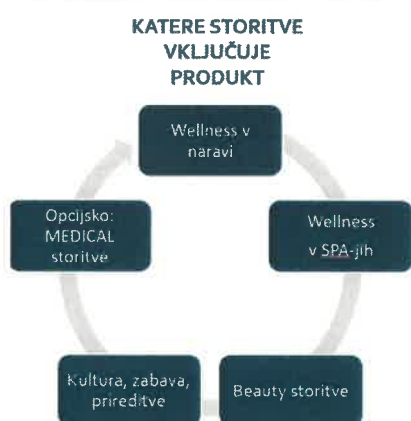 KATERE STORITVE
VKLJUČUJE
PRODUKT
Wellness v
naravi
Wellness
v SPA-jih
Beauty storitve
Kultura, zabava,
prireditve
Opcijsko:
MEDICAL
storitve